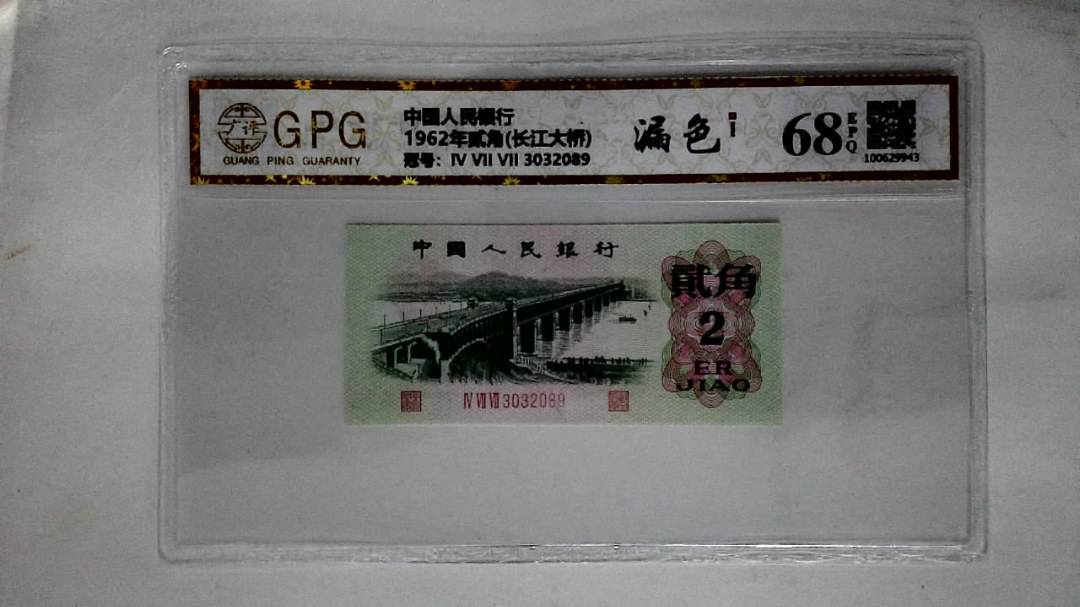 GPG
GUANG PING GUARANTY
中国人民银行
1962年贰角(长江大桥)
冠号: IV VII VII 3032089
漏色
68
EPQ
100629943
中國人民銀行
貳角
2
ER
JIAO
IV VII VII 3032089